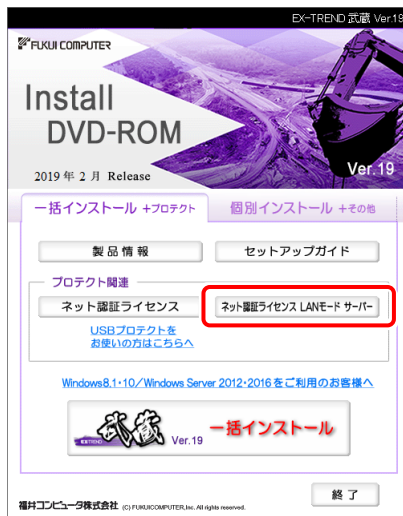 EX-TREND 武蔵 Ver.19
FUKUI COMPUTER
Install
DVD-ROM
2019 年 2 月 Release
Ver.19
一括インストール +プロテクト
個別インストール +その他
製品情報
セットアップガイド
プロテクト関連
ネット認証ライセンス
ネット認証ライセンス LANモード サーバー
USBプロテクトを
お使いの方はこちらへ
Windows8.1・10／Windows Server 2012・2016 をご利用のお客様へ
EX-TREND 武蔵 Ver.19 一括インストール
終了
福井コンピュータ株式会社 (C) FUKUICOMPUTER,Inc. All rights reserved.